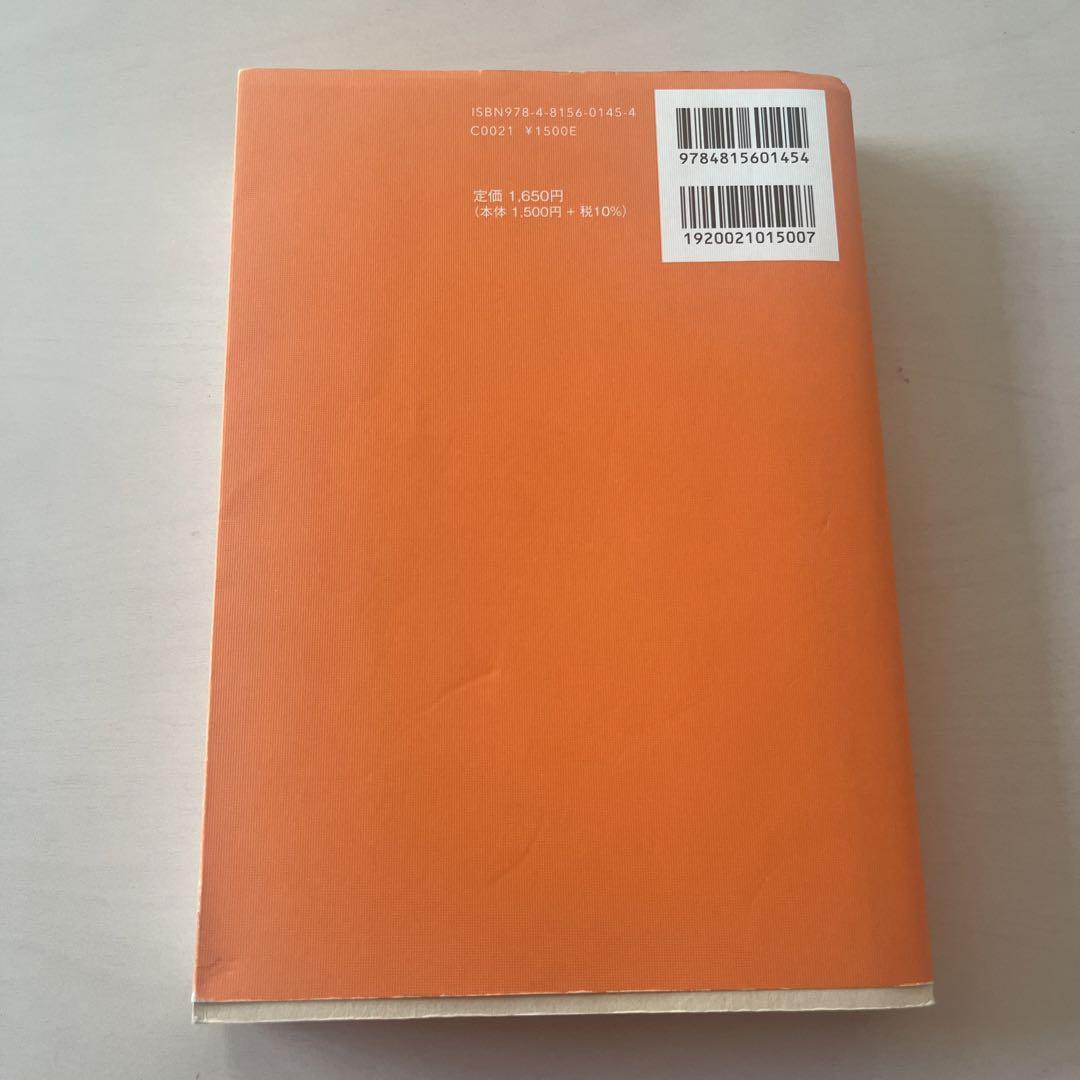 ISBN978-4-8156-0145-4
C0021 ¥1500E
定価 1,650円
(本体 1,500円 + 税10%)
9784815601454
1920021015007